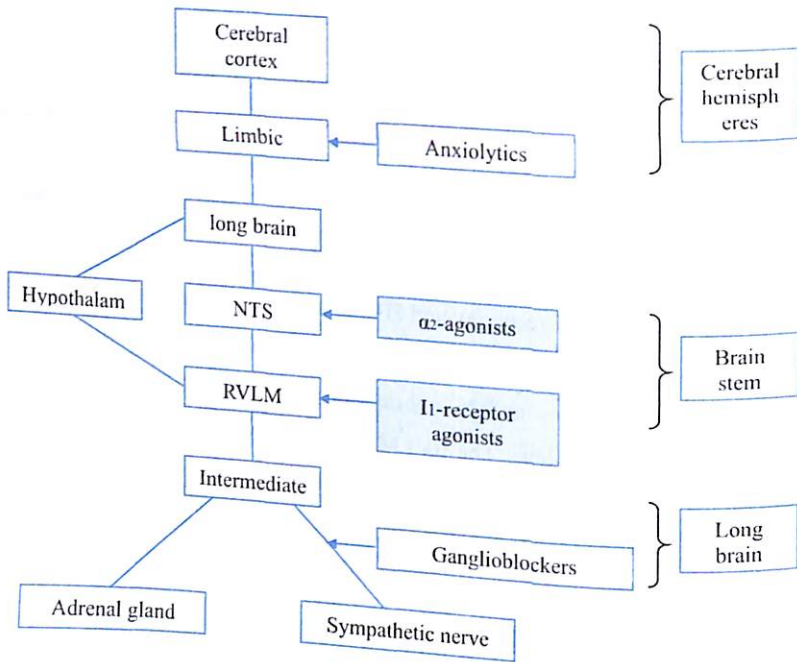 Cerebral
cortex
Cerebral
hemisph
eres
Limbic
Anxiolytics
long brain
Hypothalam
NTS
α2-agonists
Brain
stem
RVLM
I1-receptor
agonists
Intermediate
Ganglioblockers
Long
brain
Adrenal gland
Sympathetic nerve